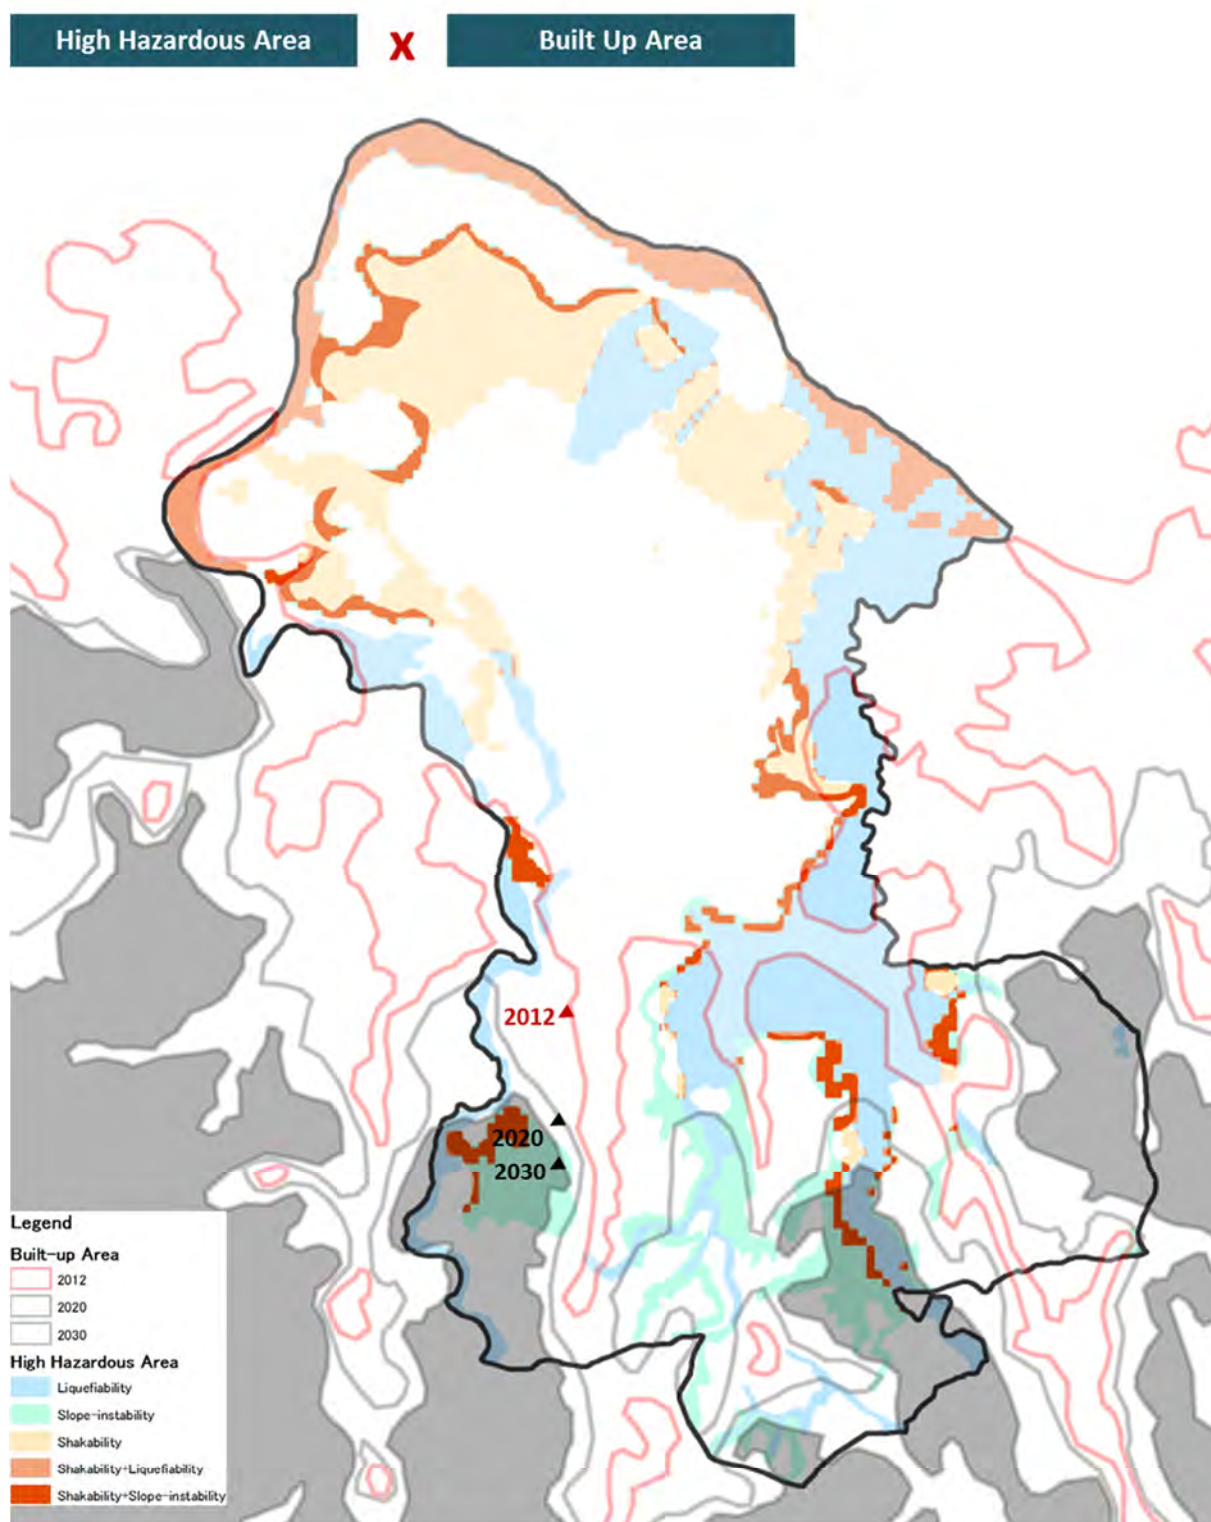 High Hazardous Area
X
Built Up Area
2012
2020
2030
Legend
Built-up Area
2012
2020
2030
High Hazardous Area
Liquefiability
Slope-instability
Shakability
Shakability+Liquefiability
Shakability+Slope-instability